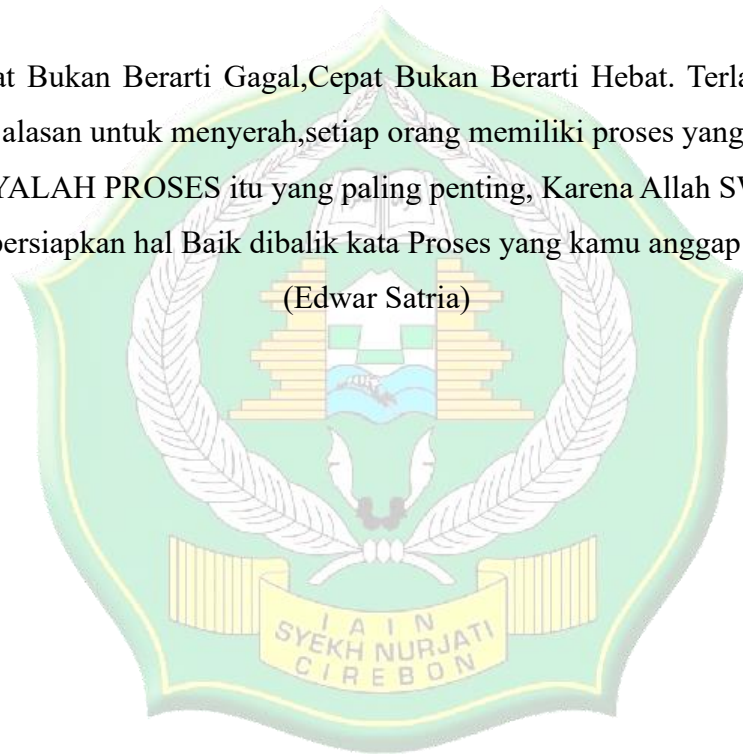 at Bukan Berarti Gagal,Cepat Bukan Berarti Hebat. Terla
alasan untuk menyerah,setiap orang memiliki proses yang
YALAH PROSES itu yang paling penting, Karena Allah SV
persiapkan hal Baik dibalik kata Proses yang kamu anggap
(Edwar Satria)
I A I N
SYEKH NURJATI
CIREBON